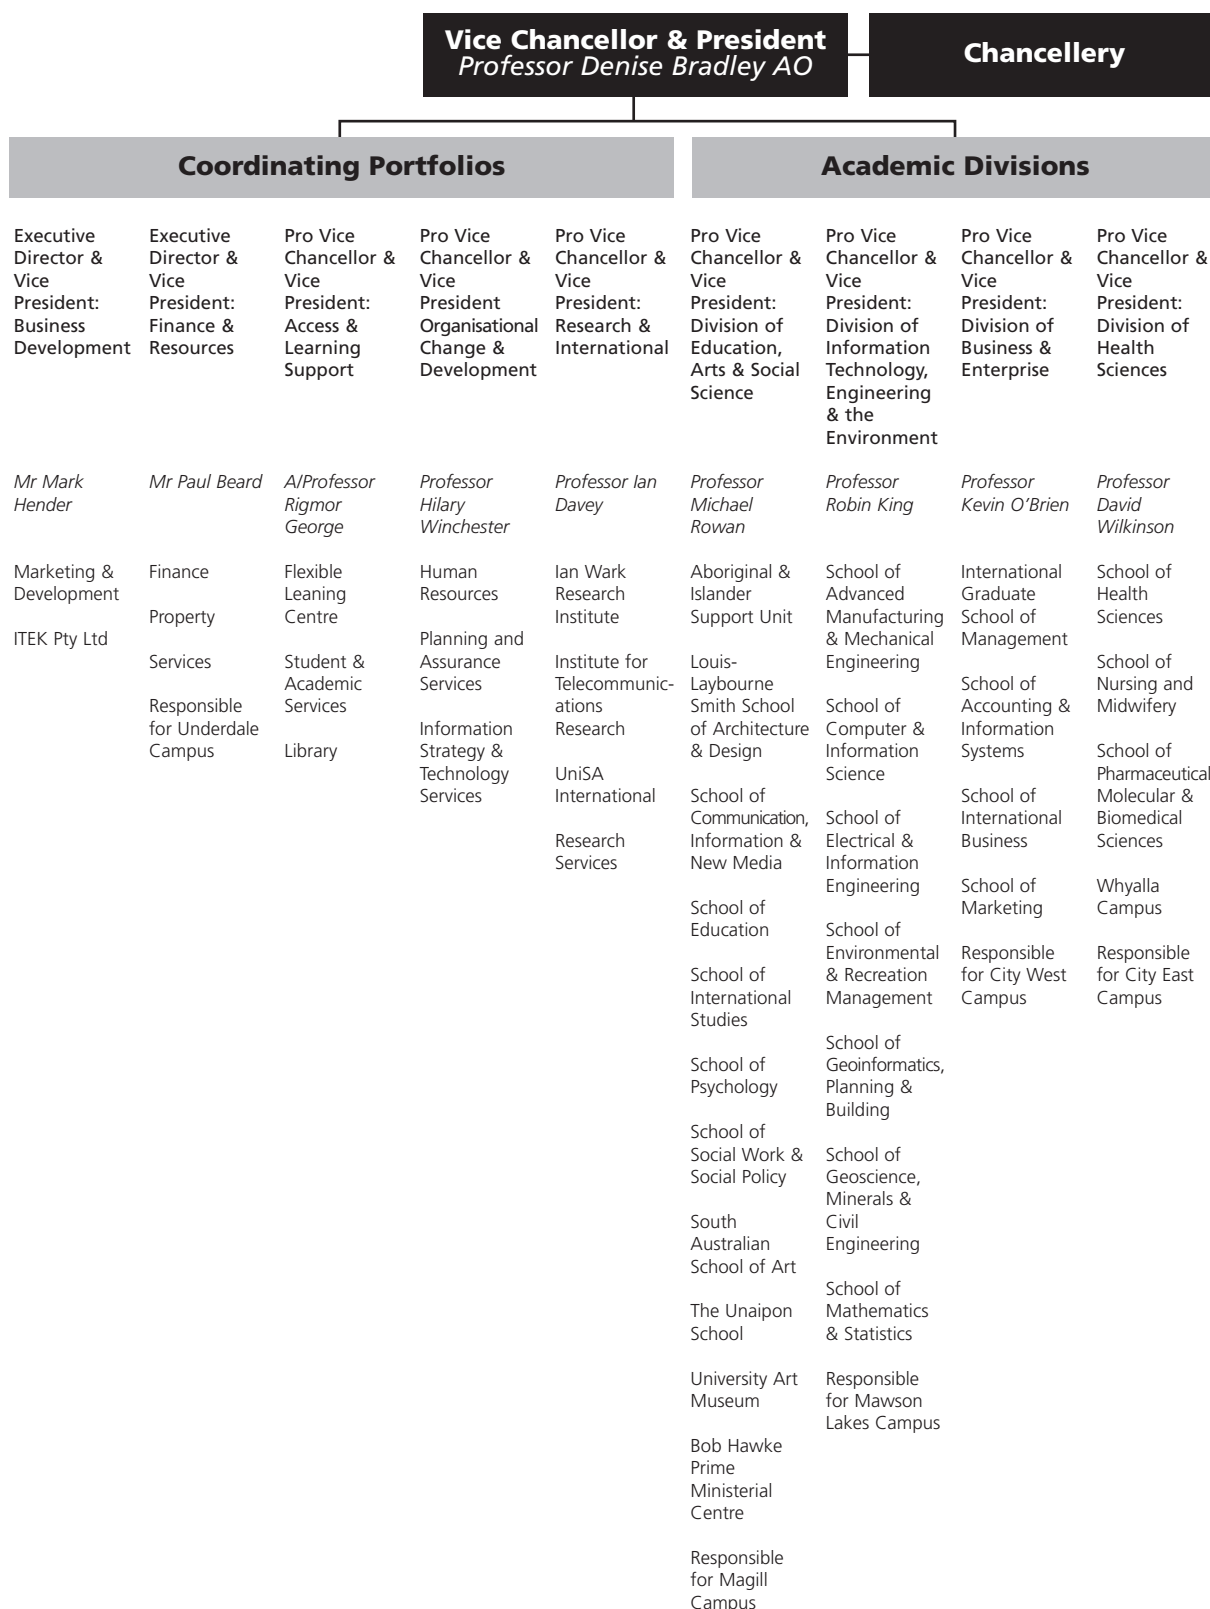 Vice Chancellor & President
Professor Denise Bradley AO
Chancellery
Coordinating Portfolios
Academic Divisions
Executive
Director &
Vice
President:
Business
Development
Mr Mark
Hender
Marketing &
Development
ITEK Pty Ltd
Executive
Director &
Vice
President:
Finance &
Resources
Mr Paul Beard
Finance
Property
Services
Responsible
for Underdale
Campus
Pro Vice
Chancellor &
Vice
President:
Access &
Learning
Support
A/Professor
Rigmor
George
Flexible
Leaning
Centre
Student &
Academic
Services
Library
Pro Vice
Chancellor &
Vice
President
Organisational
Change &
Development
Professor
Hilary
Winchester
Human
Resources
Planning and
Assurance
Services
Information
Strategy &
Technology
Services
Pro Vice
Chancellor &
Vice
President:
Research &
International
Professor Ian
Davey
Ian Wark
Research
Institute
Institute for
Telecommunic-
ations
Research
UniSA
International
Research
Services
Pro Vice
Chancellor &
Vice
President:
Division of
Education,
Arts & Social
Science
Professor
Michael
Rowan
Aboriginal &
Islander
Support Unit
Louis-
Laybourne
Smith School
of Architecture
& Design
School of
Communication,
Information &
New Media
School of
Education
School of
International
Studies
School of
Psychology
School of
Social Work &
Social Policy
South
Australian
School of Art
The Unaipon
School
University Art
Museum
Bob Hawke
Prime
Ministerial
Centre
Responsible
for Magill
Campus
Pro Vice
Chancellor &
Vice
President:
Division of
Information
Technology,
Engineering
& the
Environment
Professor
Robin King
School of
Advanced
Manufacturing
& Mechanical
Engineering
School of
Computer &
Information
Science
School of
Electrical &
Information
Engineering
School of
Environmental
& Recreation
Management
School of
Geoinformatics,
Planning &
Building
School of
Geoscience,
Minerals &
Civil
Engineering
School of
Mathematics
& Statistics
Responsible
for Mawson
Lakes Campus
Pro Vice
Chancellor &
Vice
President:
Division of
Business &
Enterprise
Professor
Kevin O’Brien
International
Graduate
School of
Management
School of
Accounting &
Information
Systems
School of
International
Business
School of
Marketing
Responsible
for City West
Campus
Pro Vice
Chancellor &
Vice
President:
Division of
Health
Sciences
Professor
David
Wilkinson
School of
Health
Sciences
School of
Nursing and
Midwifery
School of
Pharmaceutical
Molecular &
Biomedical
Sciences
Whyalla
Campus
Responsible
for City East
Campus